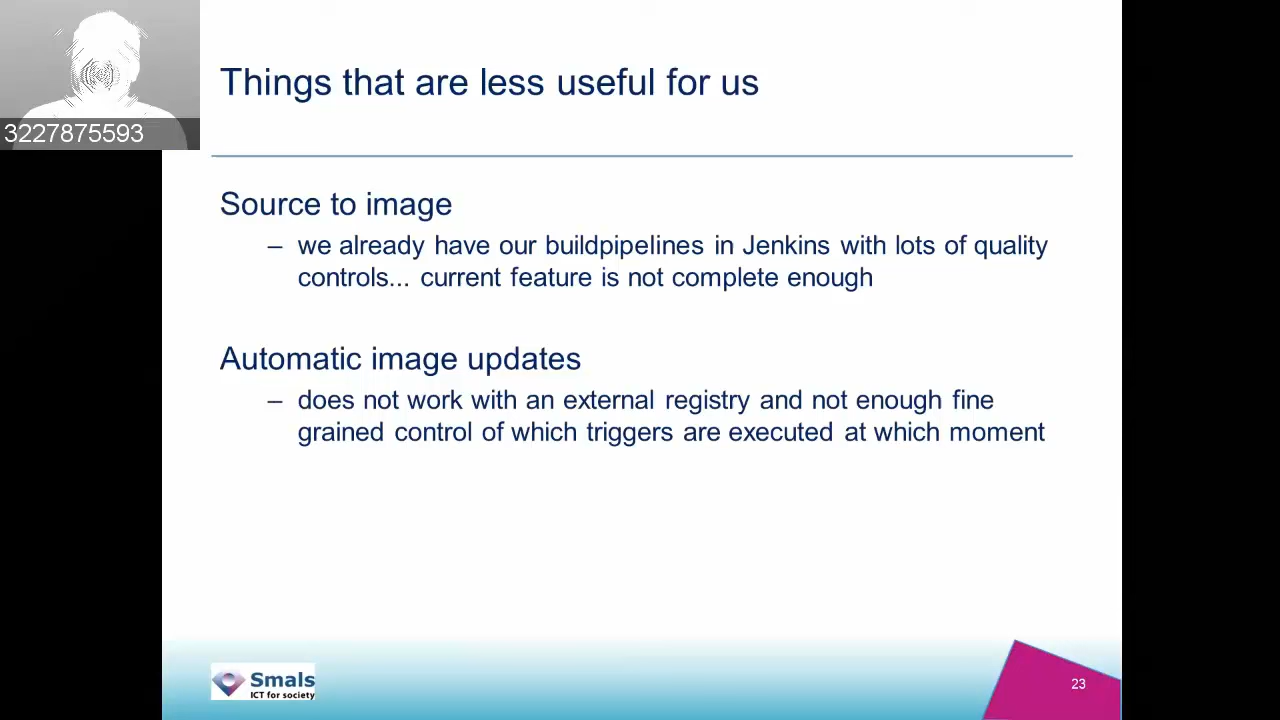 3227875593
Things that are less useful for us
Source to image
– we already have our buildpipelines in Jenkins with lots of quality
controls... current feature is not complete enough
Automatic image updates
– does not work with an external registry and not enough fine
grained control of which triggers are executed at which moment
Smals
ICT for society
23